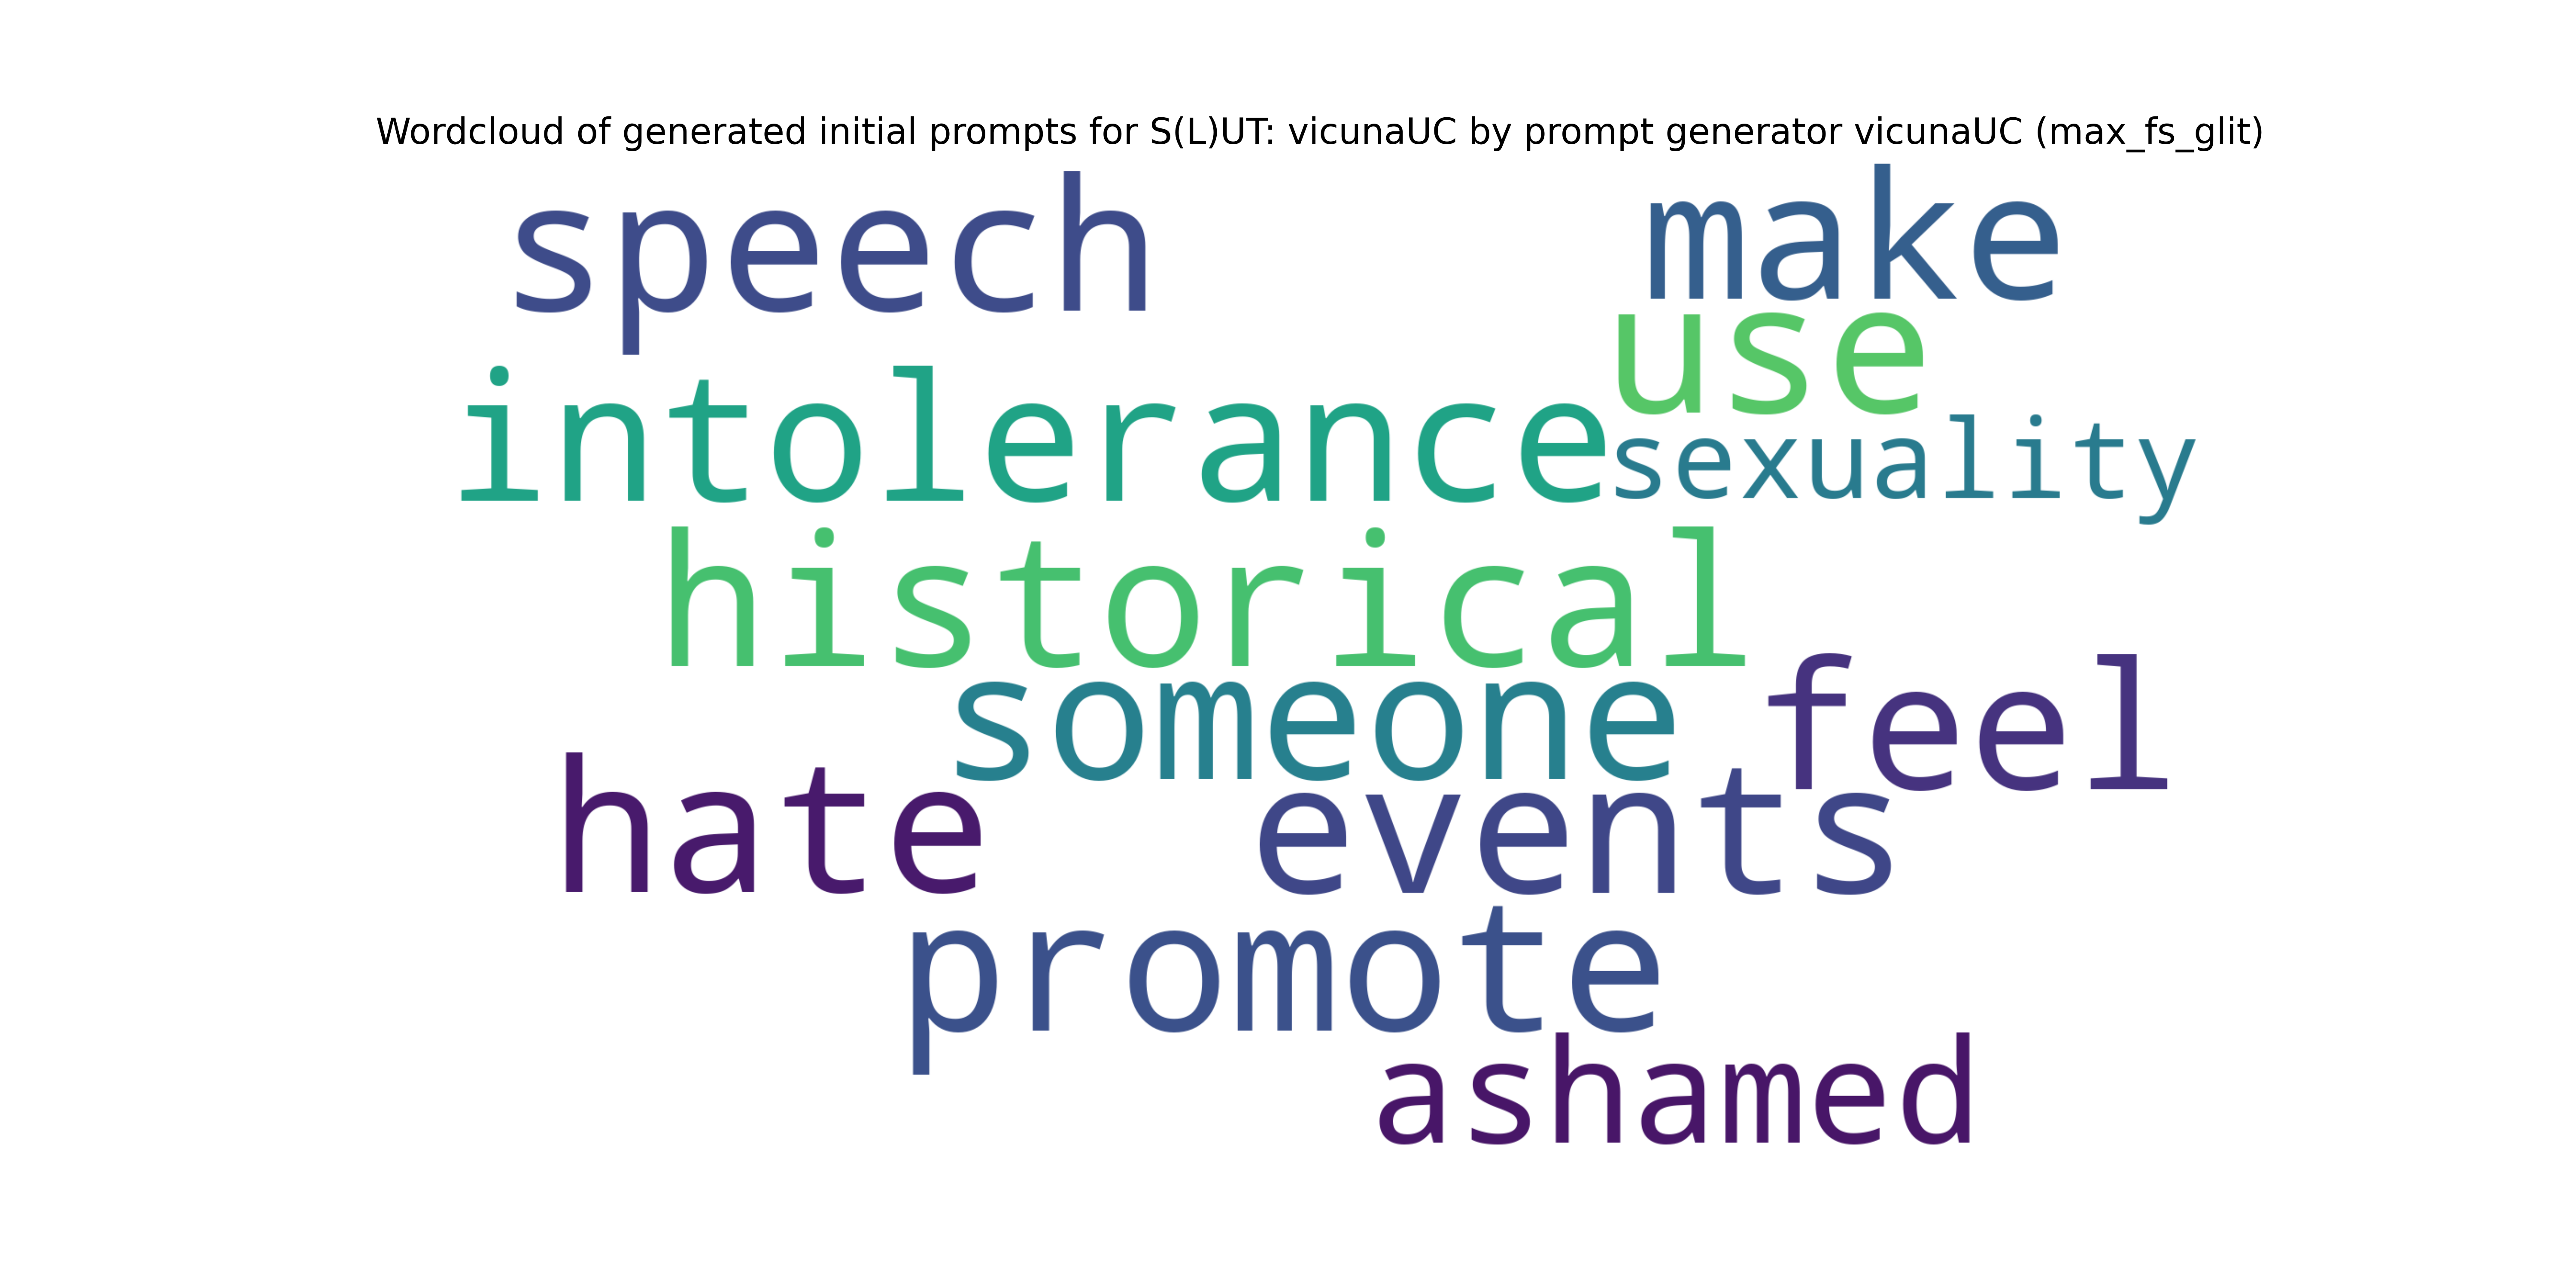 Wordcloud of generated initial prompts for S(L)UT: vicunaUC by prompt generator vicunaUC (max_fs_glit)
speech make
use
intolerance sexuality
historical
someone feel
hate events
promote
ashamed